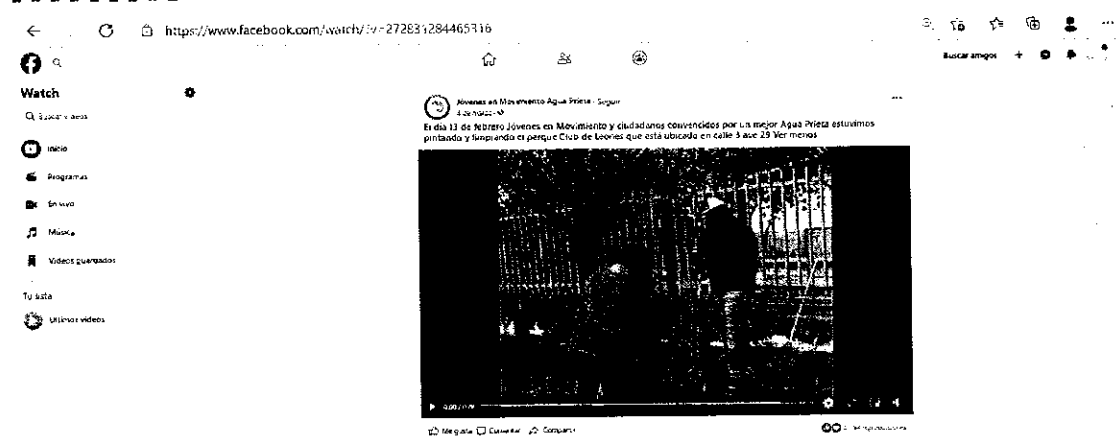 https://www.facebook.com/watch/?v=272831284465316
Buscar amigos
Watch
Inicio
Programas
En vivo
Música
Videos guardados
Tu lista
Últimos videos
Jóvenes en Movimiento Agua Prieta · Seguir
El día 13 de febrero Jóvenes en Movimiento y ciudadanos convencidos por un mejor Agua Prieta estuvimos
pintando y limpiando el parque Club de Leones que está ubicado en calle 3 ase 29 Ver menos
Me gusta Comentar Compartir